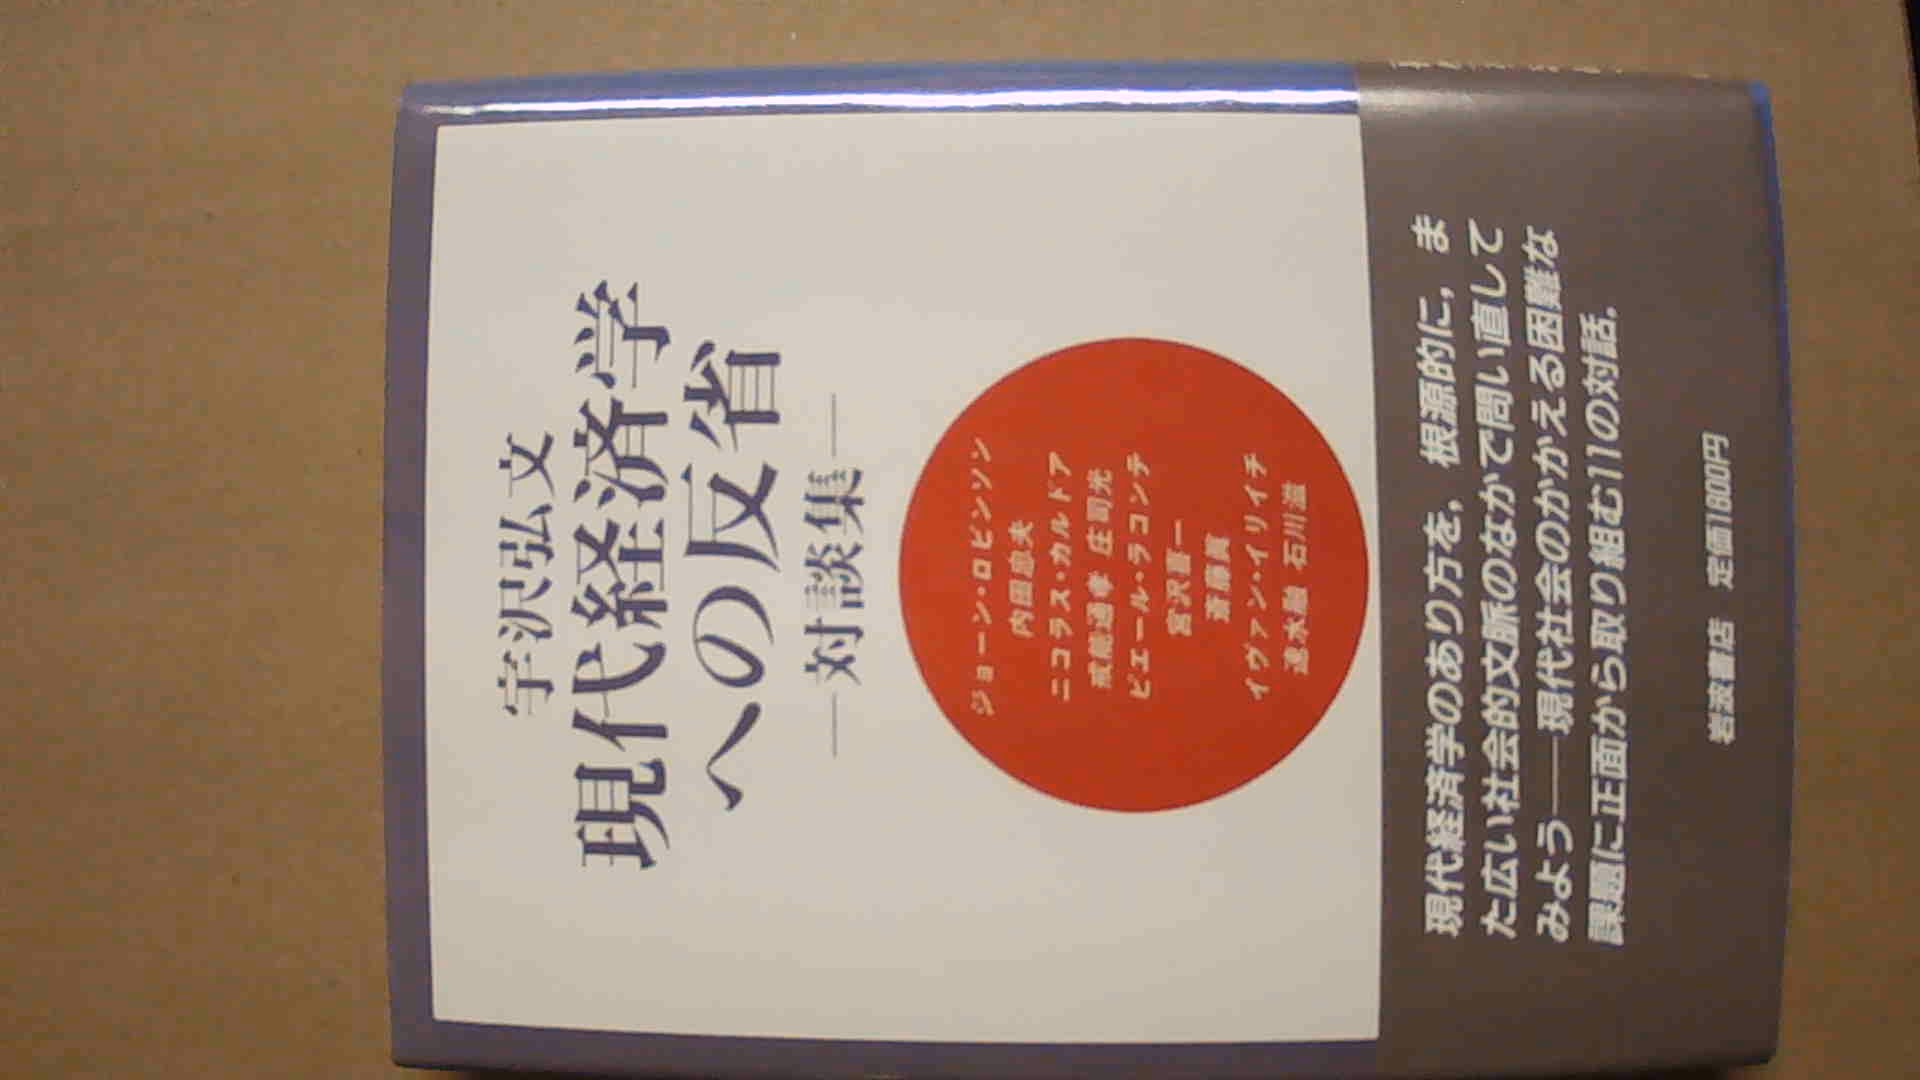 宇沢弘文
現代経済学
への反省
—対談集—
ジョーン・ロビンソン
内田忠夫
ニコラス・カルドア
戒能通孝 庄司光
ピエール・ラコンテ
宮沢喜一
斎藤眞
イヴァン・イリイチ
速水融 石川滋
現代経済学のあり方を，根源的に，ま
た広い社会的文脈のなかで問い直して
みよう——現代社会のかかえる困難な
課題に正面から取り組む11の対話．
岩波書店 定価1800円